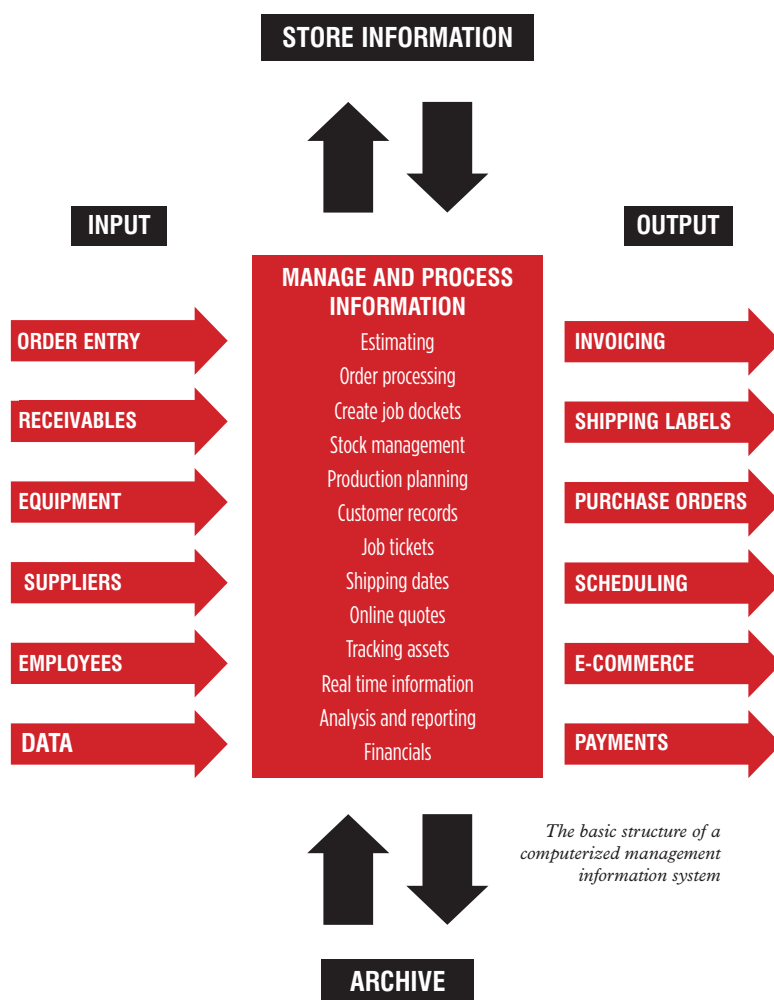 STORE INFORMATION
INPUT
OUTPUT
ORDER ENTRY
RECEIVABLES
EQUIPMENT
SUPPLIERS
EMPLOYEES
DATA
MANAGE AND PROCESS
INFORMATION
Estimating
Order processing
Create job dockets
Stock management
Production planning
Customer records
Job tickets
Shipping dates
Online quotes
Tracking assets
Real time information
Analysis and reporting
Financials
INVOICING
SHIPPING LABELS
PURCHASE ORDERS
SCHEDULING
E-COMMERCE
PAYMENTS
The basic structure of a
computerized management
information system
ARCHIVE